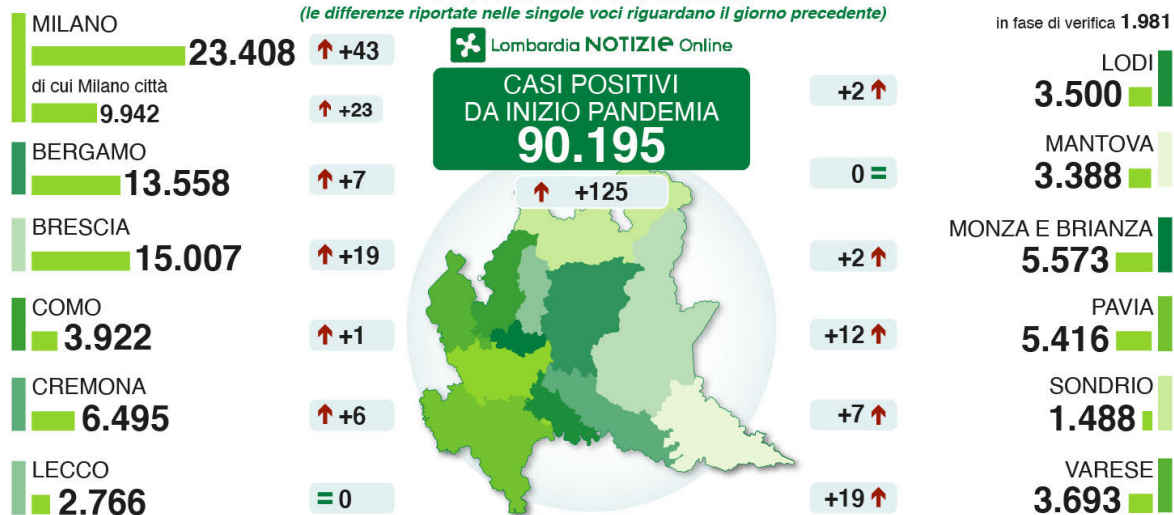 (le differenze riportate nelle singole voci riguardano il giorno precedente)
Lombardia NOTIZIE Online
CASI POSITIVI
DA INIZIO PANDEMIA
90.195
+125
MILANO
23.408
+43
di cui Milano città
9.942
+23
BERGAMO
13.558
+7
BRESCIA
15.007
+19
COMO
3.922
+1
CREMONA
6.495
+6
LECCO
2.766
= 0
in fase di verifica 1.981
LODI
+2
3.500
MANTOVA
0 =
3.388
MONZA E BRIANZA
+2
5.573
PAVIA
+12
5.416
SONDRIO
+7
1.488
VARESE
+19
3.693